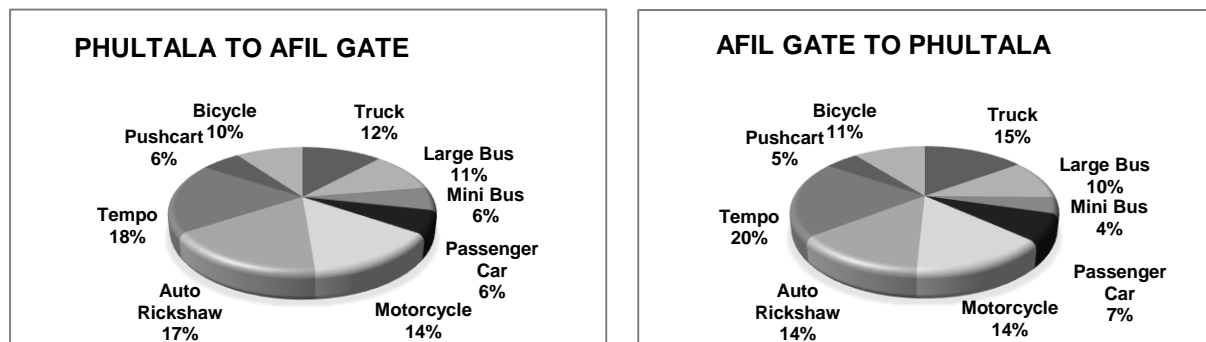 PHULTALA TO AFIL GATE
Bicycle
10%
Truck
12%
Pushcart
6%
Large Bus
11%
Mini Bus
6%
Tempo
18%
Passenger
Car
6%
Auto
Rickshaw
17%
Motorcycle
14%
AFIL GATE TO PHULTALA
Bicycle
11%
Truck
15%
Pushcart
5%
Large Bus
10%
Mini Bus
4%
Tempo
20%
Passenger
Car
7%
Auto
Rickshaw
14%
Motorcycle
14%